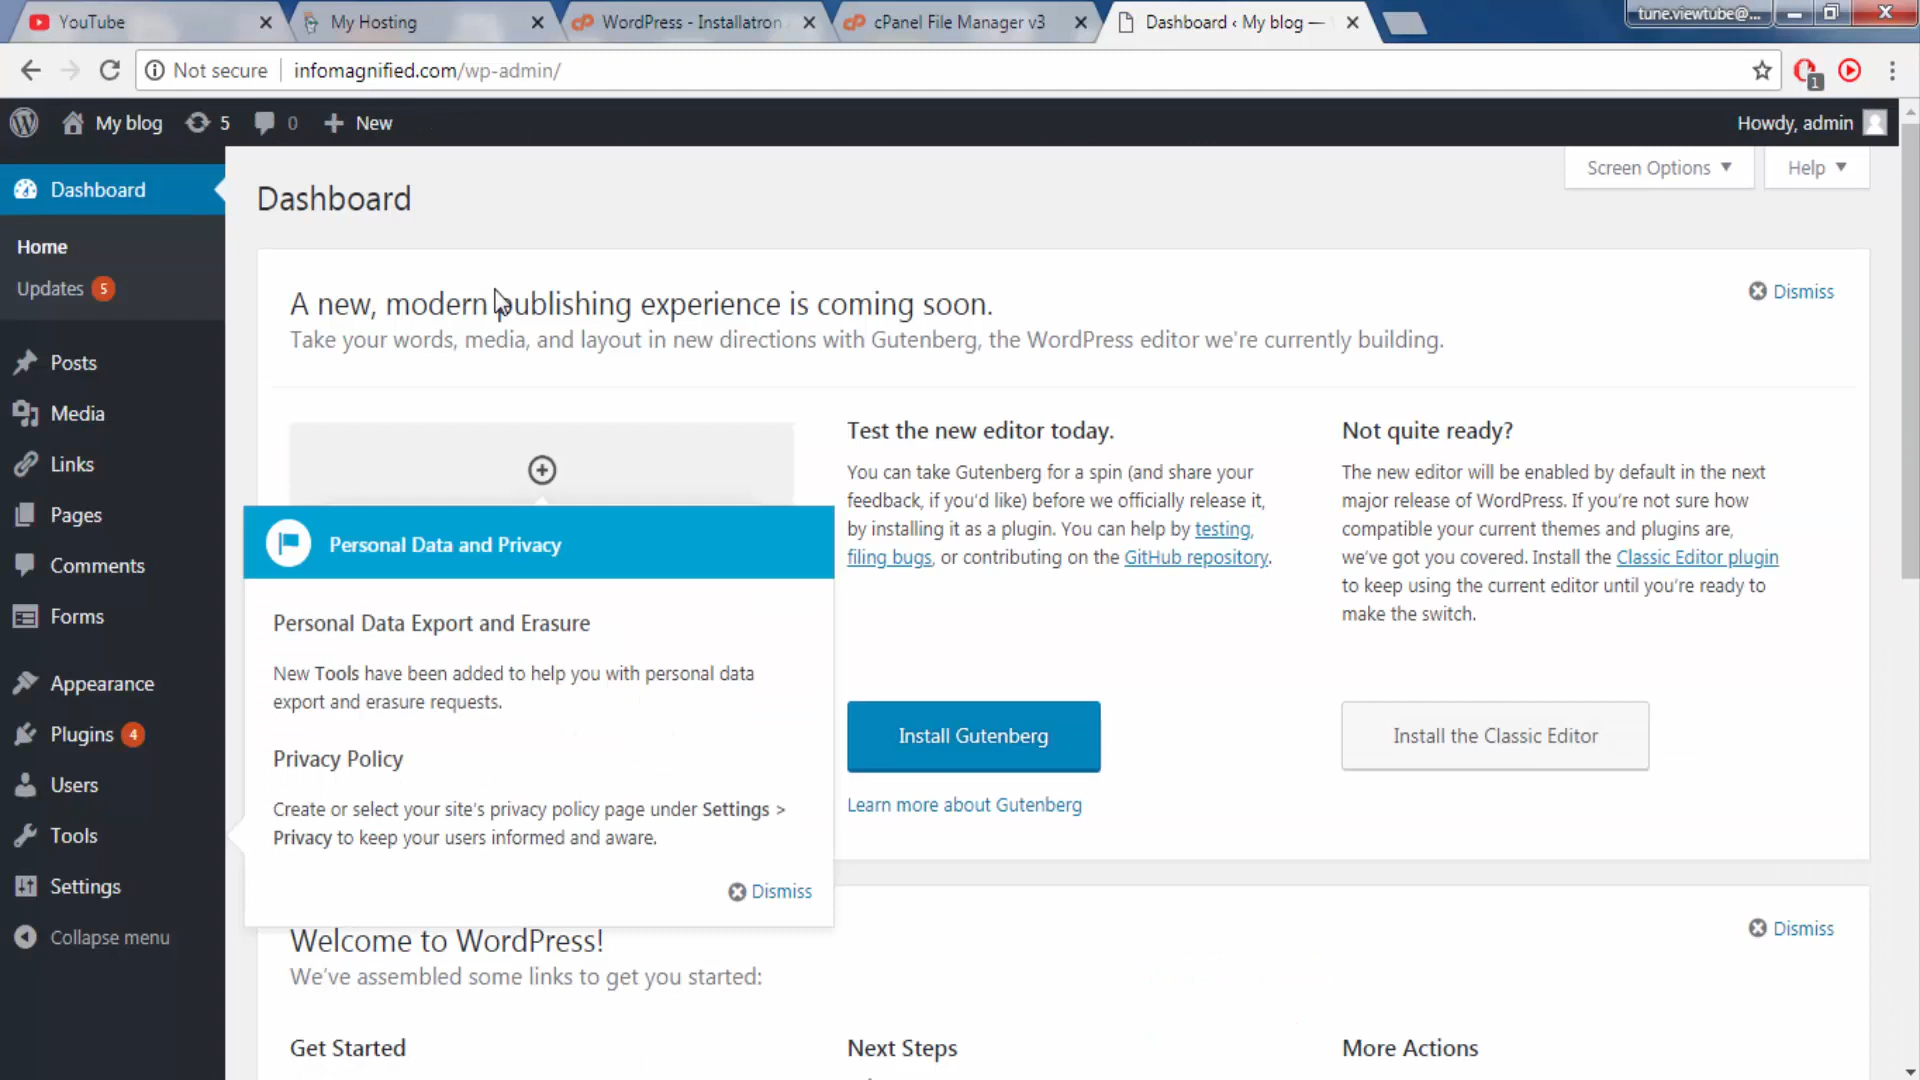 YouTube
My Hosting
WordPress - Installatron
cPanel File Manager v3
Dashboard ‹ My blog —
tune.viewtube@...
Not secure
infomagnified.com/wp-admin/
1
My blog
5
0
New
Howdy, admin
Dashboard
Home
Updates 5
Posts
Media
Links
Pages
Comments
Forms
Appearance
Plugins 4
Users
Tools
Settings
Collapse menu
Screen Options
Help
Dashboard
A new, modern publishing experience is coming soon.
Take your words, media, and layout in new directions with Gutenberg, the WordPress editor we're currently building.
Dismiss
Personal Data and Privacy
Personal Data Export and Erasure
New Tools have been added to help you with personal data
export and erasure requests.
Privacy Policy
Create or select your site's privacy policy page under Settings >
Privacy to keep your users informed and aware.
Dismiss
Test the new editor today.
You can take Gutenberg for a spin (and share your
feedback, if you'd like) before we officially release it,
by installing it as a plugin. You can help by testing,
filing bugs, or contributing on the GitHub repository.
Install Gutenberg
Learn more about Gutenberg
Not quite ready?
The new editor will be enabled by default in the next
major release of WordPress. If you're not sure how
compatible your current themes and plugins are,
we've got you covered. Install the Classic Editor plugin
to keep using the current editor until you're ready to
make the switch.
Install the Classic Editor
Welcome to WordPress!
We've assembled some links to get you started:
Dismiss
Get Started
Next Steps
More Actions